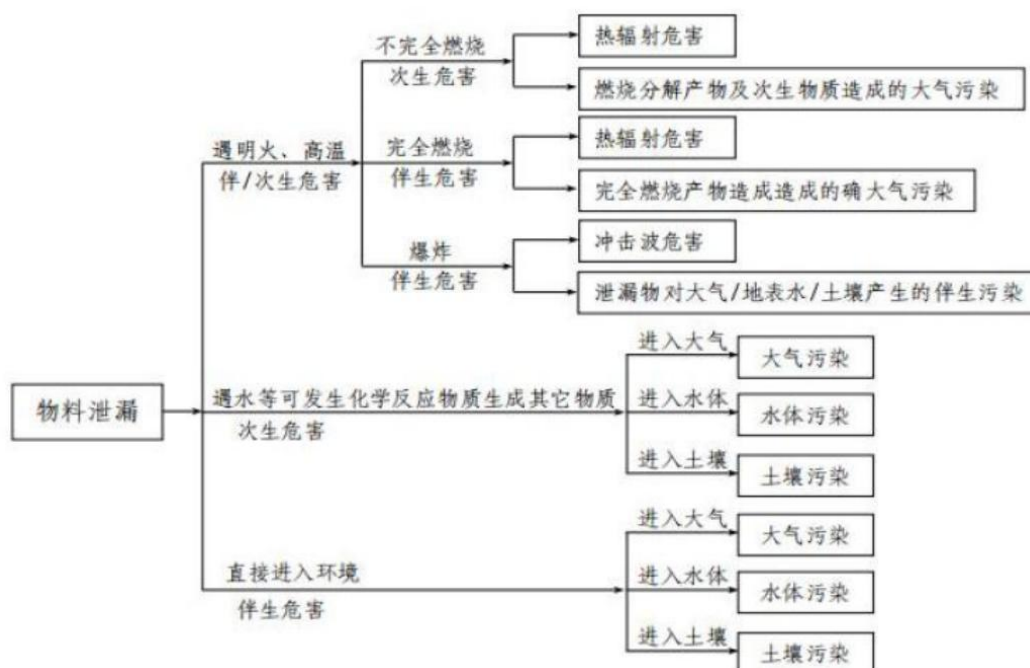 不完全燃烧
次生危害
热辐射危害
燃烧分解产物及次生物质造成的大气污染
遇明火、高温
伴/次生危害
完全燃烧
伴生危害
热辐射危害
完全燃烧产物造成造成的确大气污染
爆炸
伴生危害
冲击波危害
泄漏物对大气/地表水/土壤产生的伴生污染
物料泄漏
遇水等可发生化学反应物质生成其它物质
次生危害
进入大气
大气污染
进入水体
水体污染
进入土壤
土壤污染
直接进入环境
伴生危害
进入大气
大气污染
进入水体
水体污染
进入土壤
土壤污染